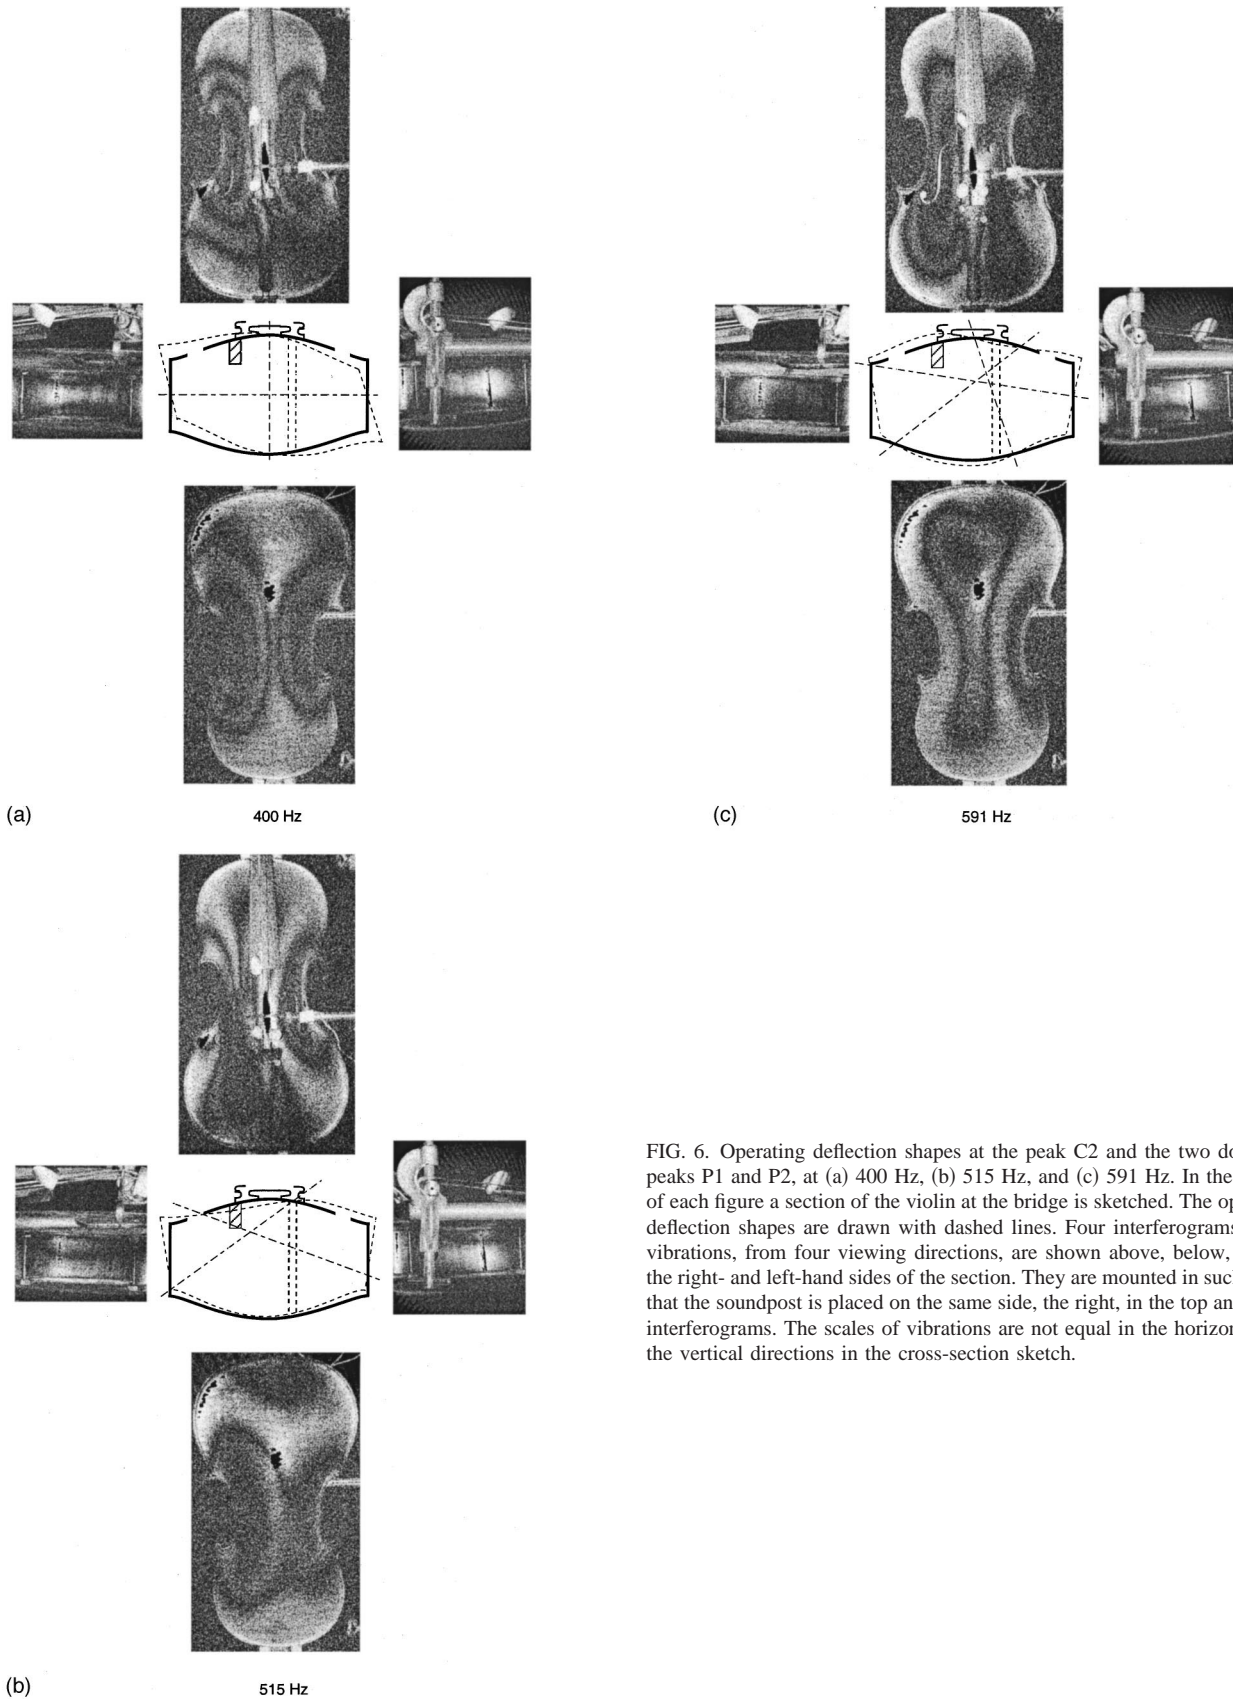 (a)
400 Hz
(c)
591 Hz
(b)
515 Hz
FIG. 6. Operating deflection shapes at the peak C2 and the two do
peaks P1 and P2, at (a) 400 Hz, (b) 515 Hz, and (c) 591 Hz. In the
of each figure a section of the violin at the bridge is sketched. The op
deflection shapes are drawn with dashed lines. Four interferograms
vibrations, from four viewing directions, are shown above, below,
the right- and left-hand sides of the section. They are mounted in suc
that the soundpost is placed on the same side, the right, in the top an
interferograms. The scales of vibrations are not equal in the horizon
the vertical directions in the cross-section sketch.